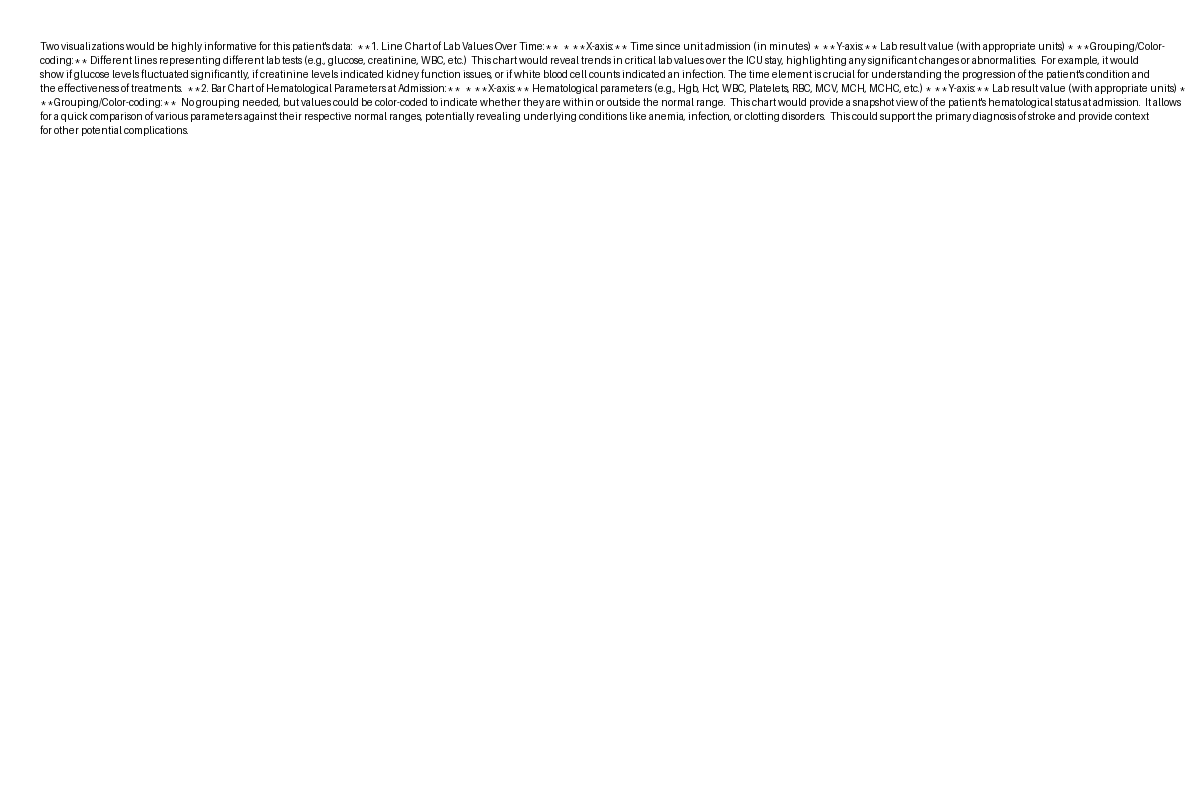 Two visualizations would be highly informative for this patient's data:  **1. Line Chart of Lab Values Over Time:**  * **X-axis:** Time since unit admission (in minutes) * **Y-axis:** Lab result value (with appropriate units) * **Grouping/Color-
coding:** Different lines representing different lab tests (e.g., glucose, creatinine, WBC, etc.)  This chart would reveal trends in critical lab values over the ICU stay, highlighting any significant changes or abnormalities.  For example, it would
show if glucose levels fluctuated significantly, if creatinine levels indicated kidney function issues, or if white blood cell counts indicated an infection. The time element is crucial for understanding the progression of the patient's condition and
the effectiveness of treatments.  **2. Bar Chart of Hematological Parameters at Admission:**  * **X-axis:** Hematological parameters (e.g., Hgb, Hct, WBC, Platelets, RBC, MCV, MCH, MCHC, etc.) * **Y-axis:** Lab result value (with appropriate units) *
**Grouping/Color-coding:**  No grouping needed, but values could be color-coded to indicate whether they are within or outside the normal range.  This chart would provide a snapshot view of the patient's hematological status at admission.  It allows
for a quick comparison of various parameters against their respective normal ranges, potentially revealing underlying conditions like anemia, infection, or clotting disorders.  This could support the primary diagnosis of stroke and provide context
for other potential complications.